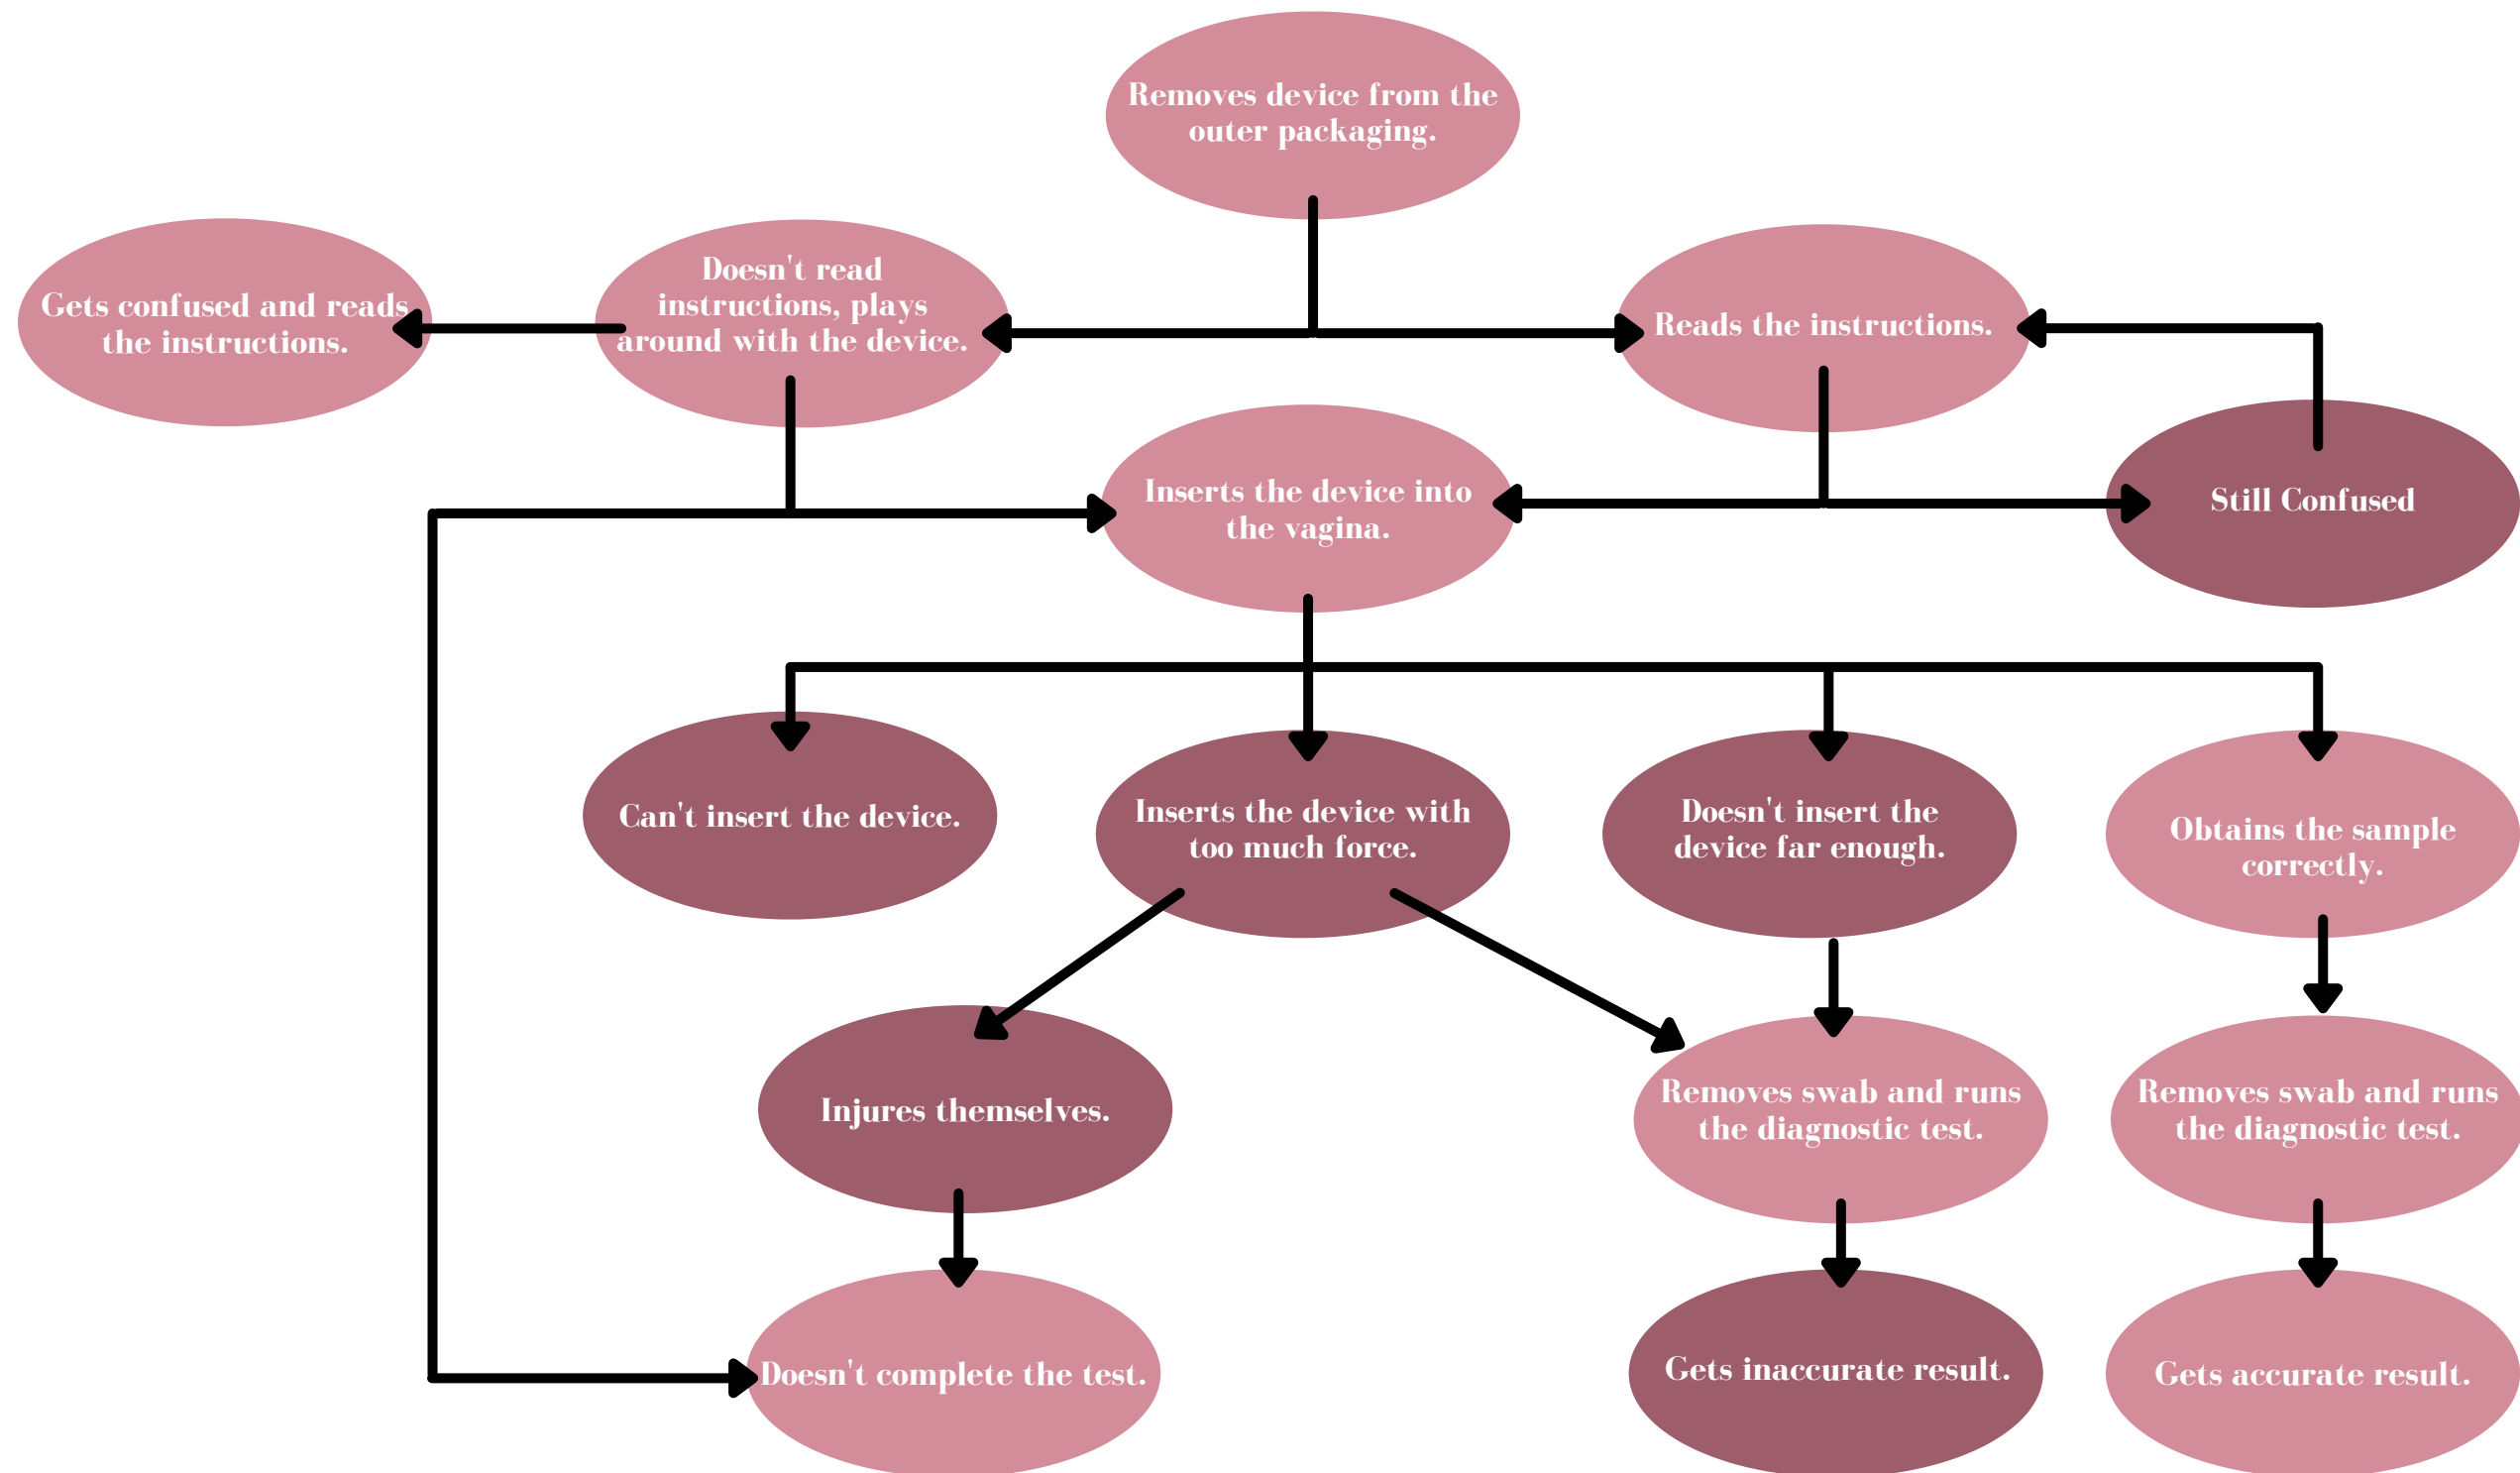 Removes device from the
outer packaging.
Gets confused and reads
the instructions.
Doesn't read
instructions, plays
around with the device.
Reads the instructions.
Inserts the device into
the vagina.
Still Confused
Can't insert the device.
Inserts the device with
too much force.
Doesn't insert the
device far enough.
Obtains the sample
correctly.
Injures themselves.
Removes swab and runs
the diagnostic test.
Removes swab and runs
the diagnostic test.
Doesn't complete the test.
Gets inaccurate result.
Gets accurate result.